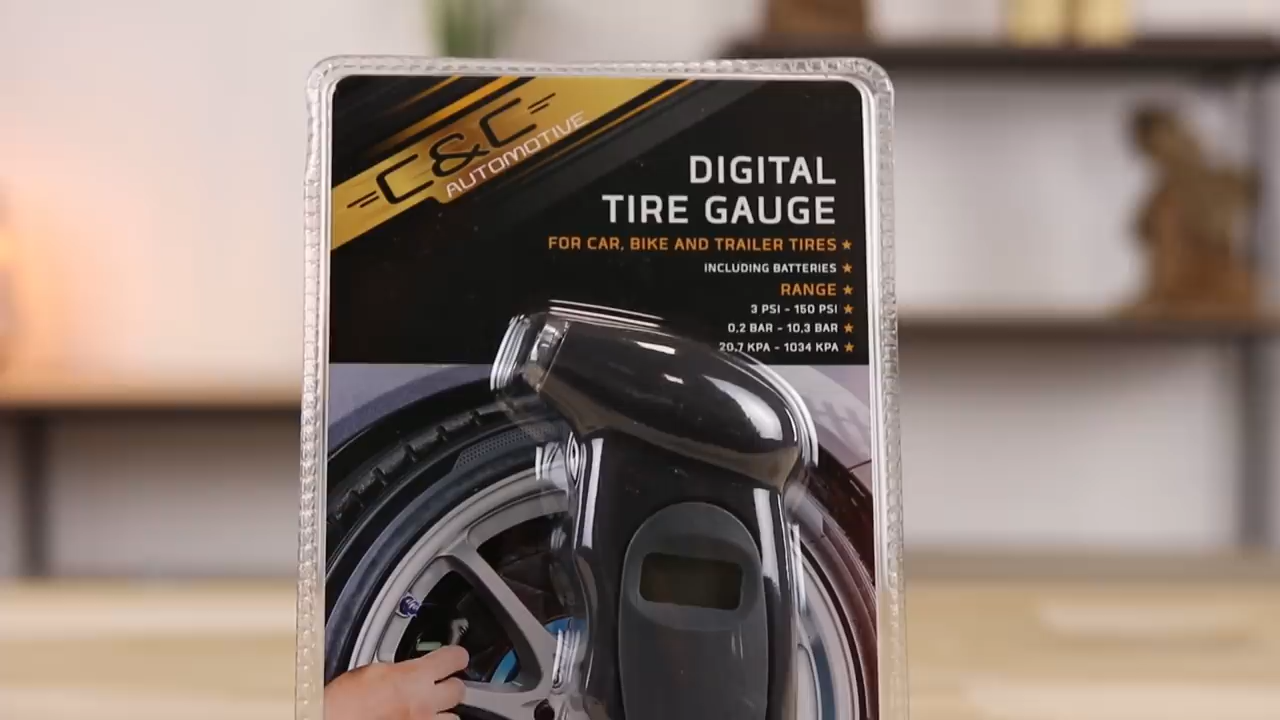 C&C
AUTOMOTIVE
DIGITAL
TIRE GAUGE
FOR CAR, BIKE AND TRAILER TIRES
INCLUDING BATTERIES
RANGE
3 PSI - 150 PSI
0,2 BAR - 10,3 BAR
20,7 KPA - 1034 KPA